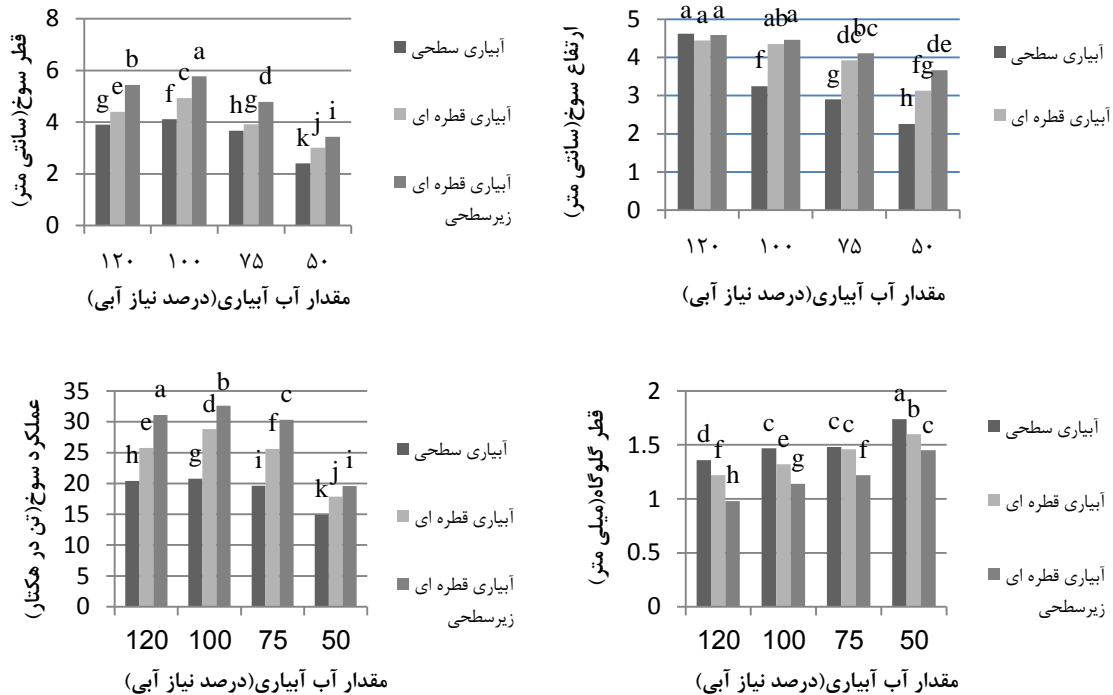 قطر سوخ(سانتی متر)
8
6
4
2
0
g e b
f c a
h g d
k j i
۱۲۰ ۱۰۰ ۷۵ ۵۰
مقدار آب آبیاری(درصد نیاز آبی)
آبیاری سطحی
آبیاری قطره ای
آبیاری قطره ای
زیرسطحی
ارتفاع سوخ(سانتی متر)
5
4
3
2
1
0
a a a
f ab a
g dc bc
h fg de
۱۲۰ ۱۰۰ ۷۵ ۵۰
مقدار آب آبیاری(درصد نیاز آبی)
آبیاری سطحی
آبیاری قطره ای
عملکرد سوخ(تن در هکتار)
35
30
25
20
15
10
5
0
h e a
g d b
i f c
k j i
120 100 75 50
مقدار آب آبیاری(درصد نیاز آبی)
آبیاری سطحی
آبیاری قطره ای
آبیاری قطره ای
زیرسطحی
قطر گلوگاه(میلی متر)
2
1.5
1
0.5
0
d f h
c e g
c c f
a b c
120 100 75 50
مقدار آب آبیاری(درصد نیاز آبی)
آبیاری سطحی
آبیاری قطره ای
آبیاری قطره ای
زیرسطحی